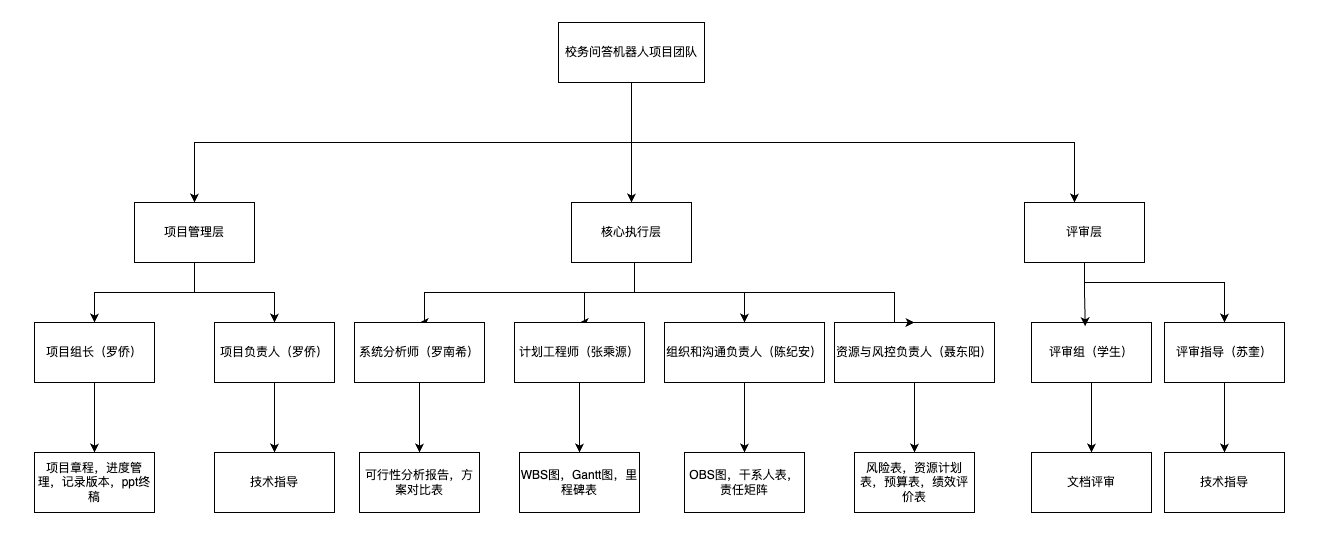 校务问答机器人项目团队
项目管理层
核心执行层
评审层
项目组长（罗侨）
项目负责人（罗侨）
系统分析师（罗南希）
计划工程师（张乘源）
组织和沟通负责人（陈纪安）
资源与风控负责人（聂东阳）
评审组（学生）
评审指导（苏奎）
项目章程，进度管
理，记录版本，ppt终
稿
技术指导
可行性分析报告，方
案对比表
WBS图，Gantt图，里
程碑表
OBS图，干系人表，
责任矩阵
风险表，资源计划
表，预算表，绩效评
价表
文档评审
技术指导